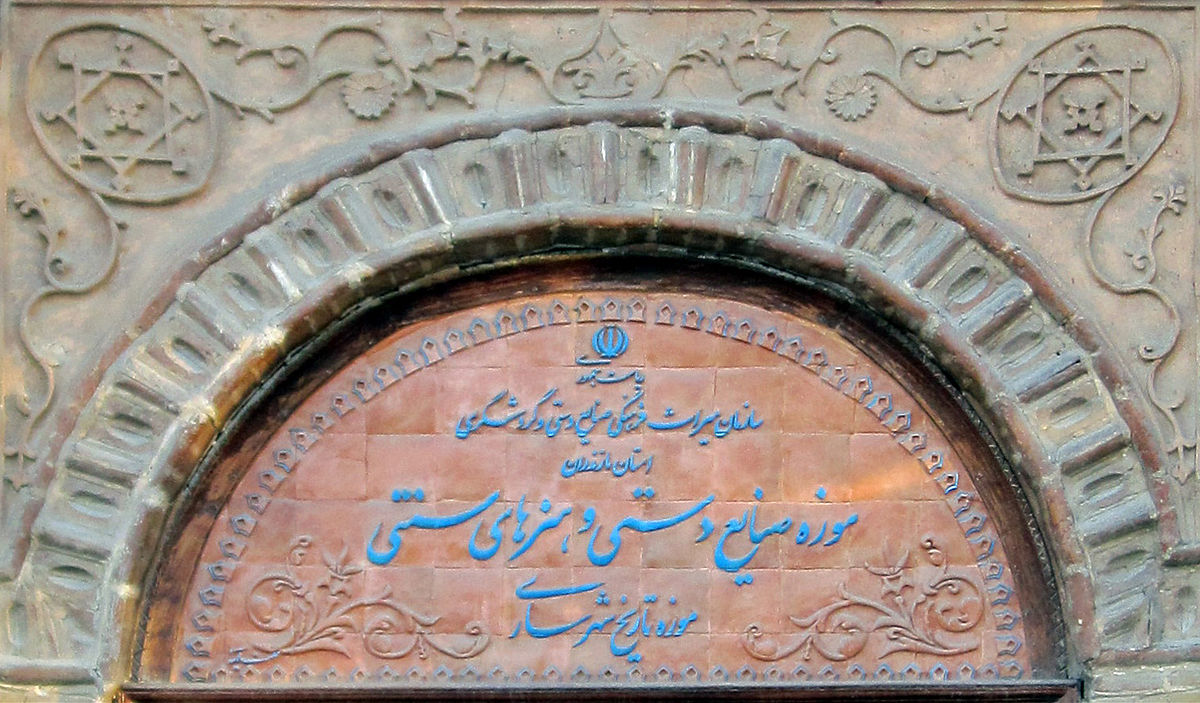 ریاست جمهوری
سازمان میراث فرهنگی صنایع دستی و گردشگری
استان مازندران
موزه صنایع دستی و هنرهای سنتی
موزه تاریخ شهر ساری